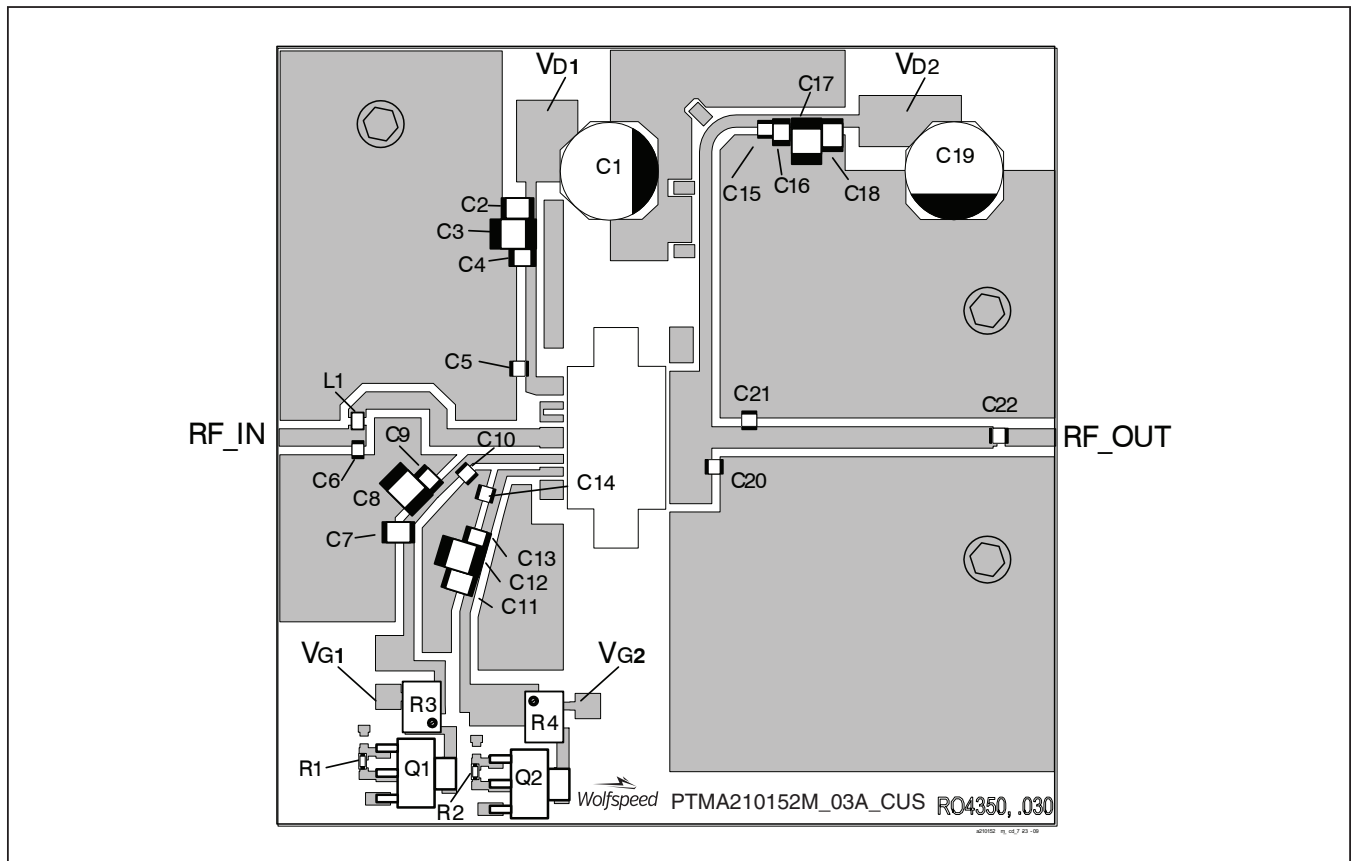 VD1
VD2
C17
C1
C19
C15
C16
C18
C2
C3
C4
C5
L1
C21
C22
RF_IN
RF_OUT
C9
C10
C6
C8
C14
C20
C7
C13
C12
C11
VG1
VG2
R3
R4
R1
Q1
R2
Q2
Wolfspeed
PTMA210152M_03A_CUS
RO4350, .030